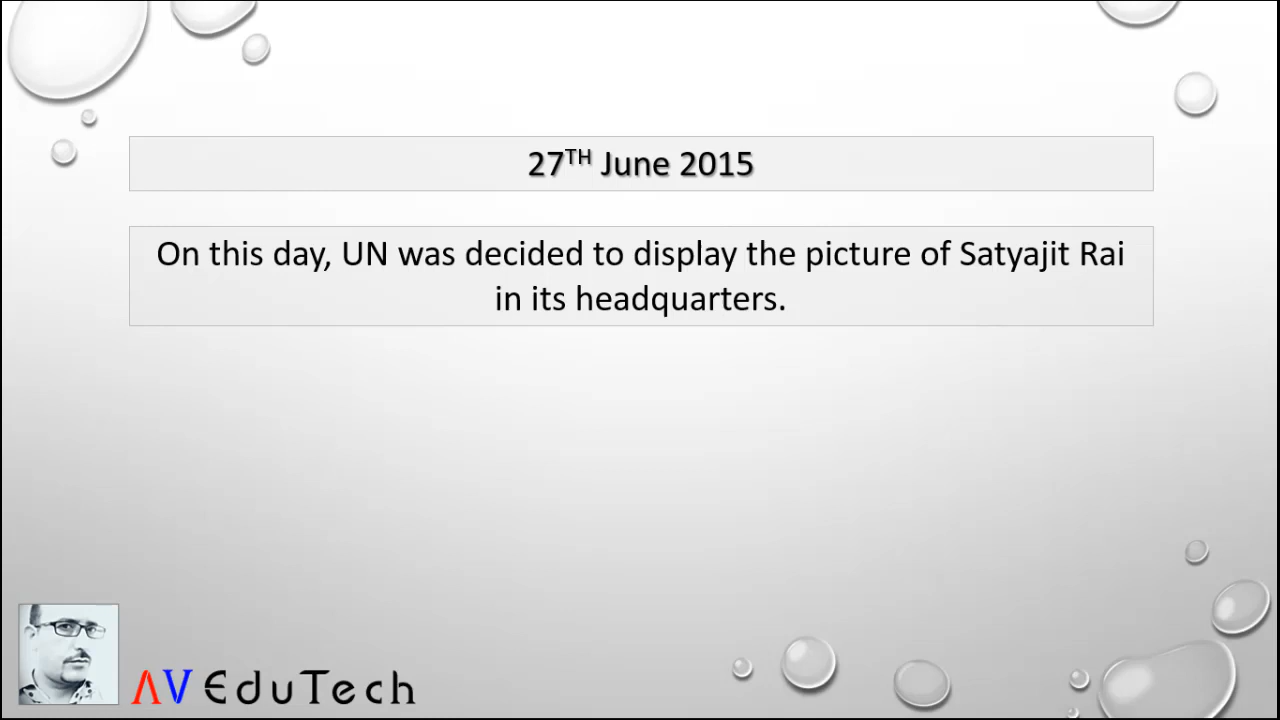 27TH June 2015
On this day, UN was decided to display the picture of Satyajit Rai
in its headquarters.
AV EduTech